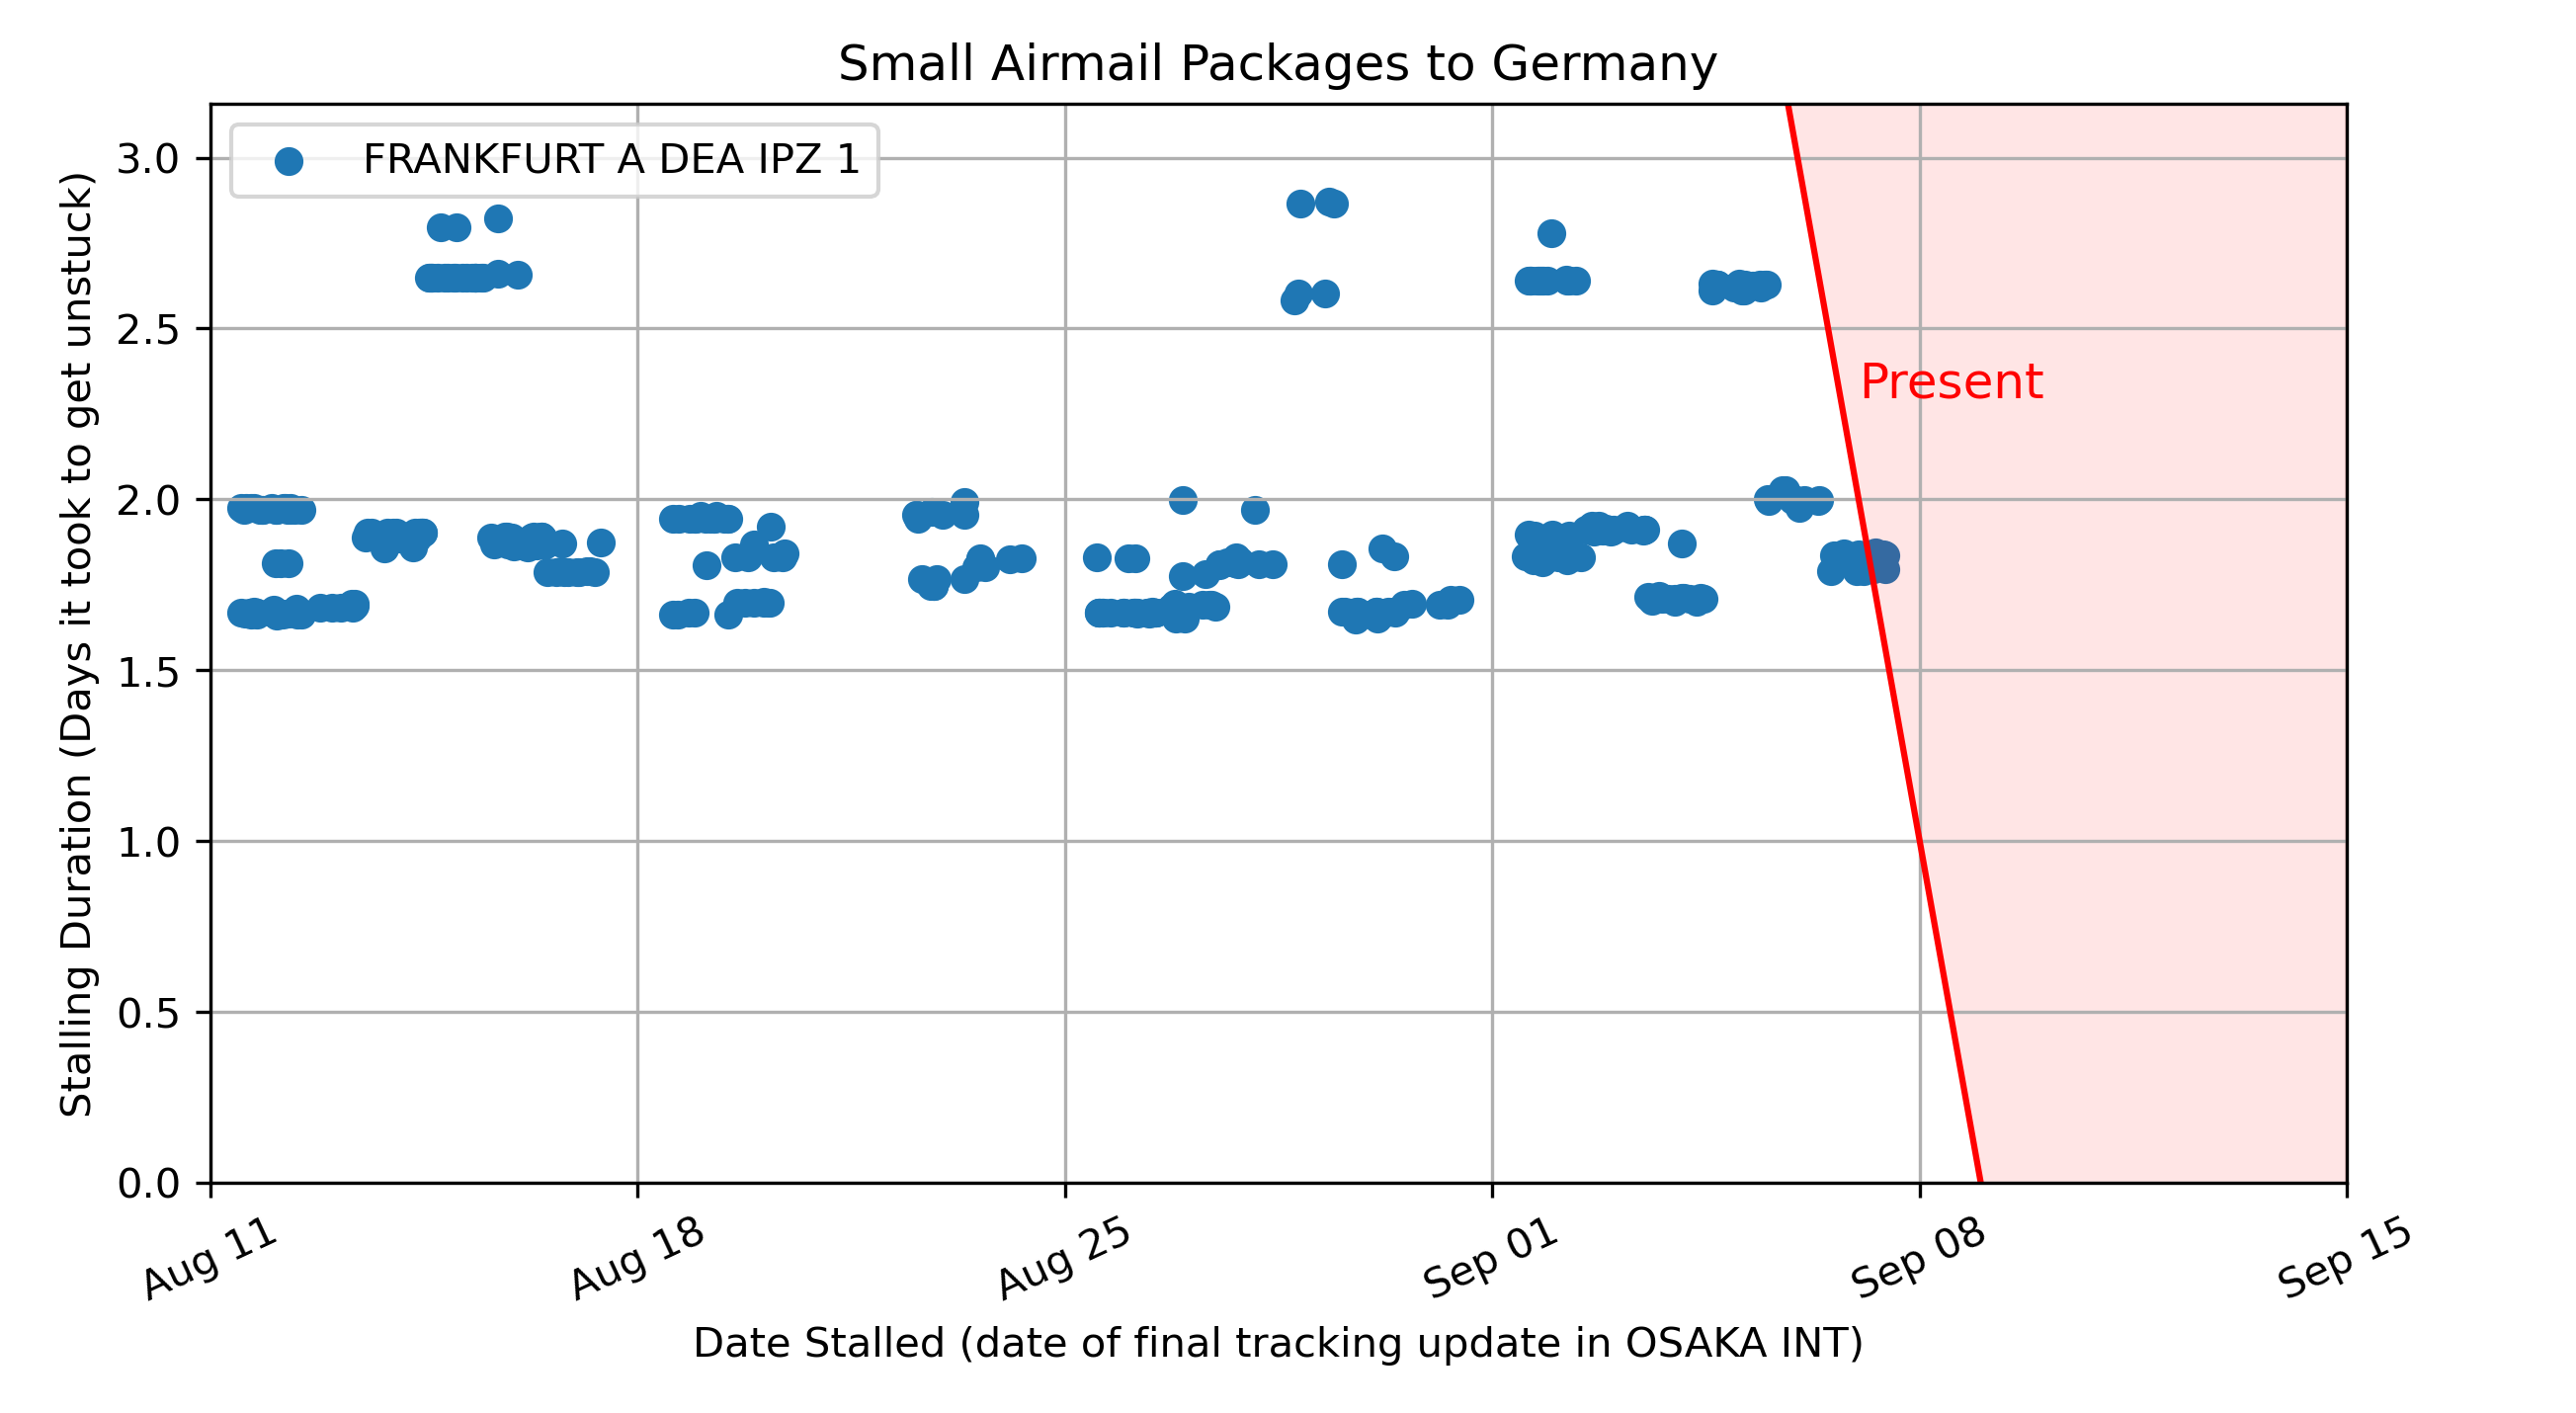 Small Airmail Packages to Germany
FRANKFURT A DEA IPZ 1
Stalling Duration (Days it took to get unstuck)
3.0
2.5
2.0
1.5
1.0
0.5
0.0
Present
Aug 11
Aug 18
Aug 25
Sep 01
Sep 08
Sep 15
Date Stalled (date of final tracking update in OSAKA INT)